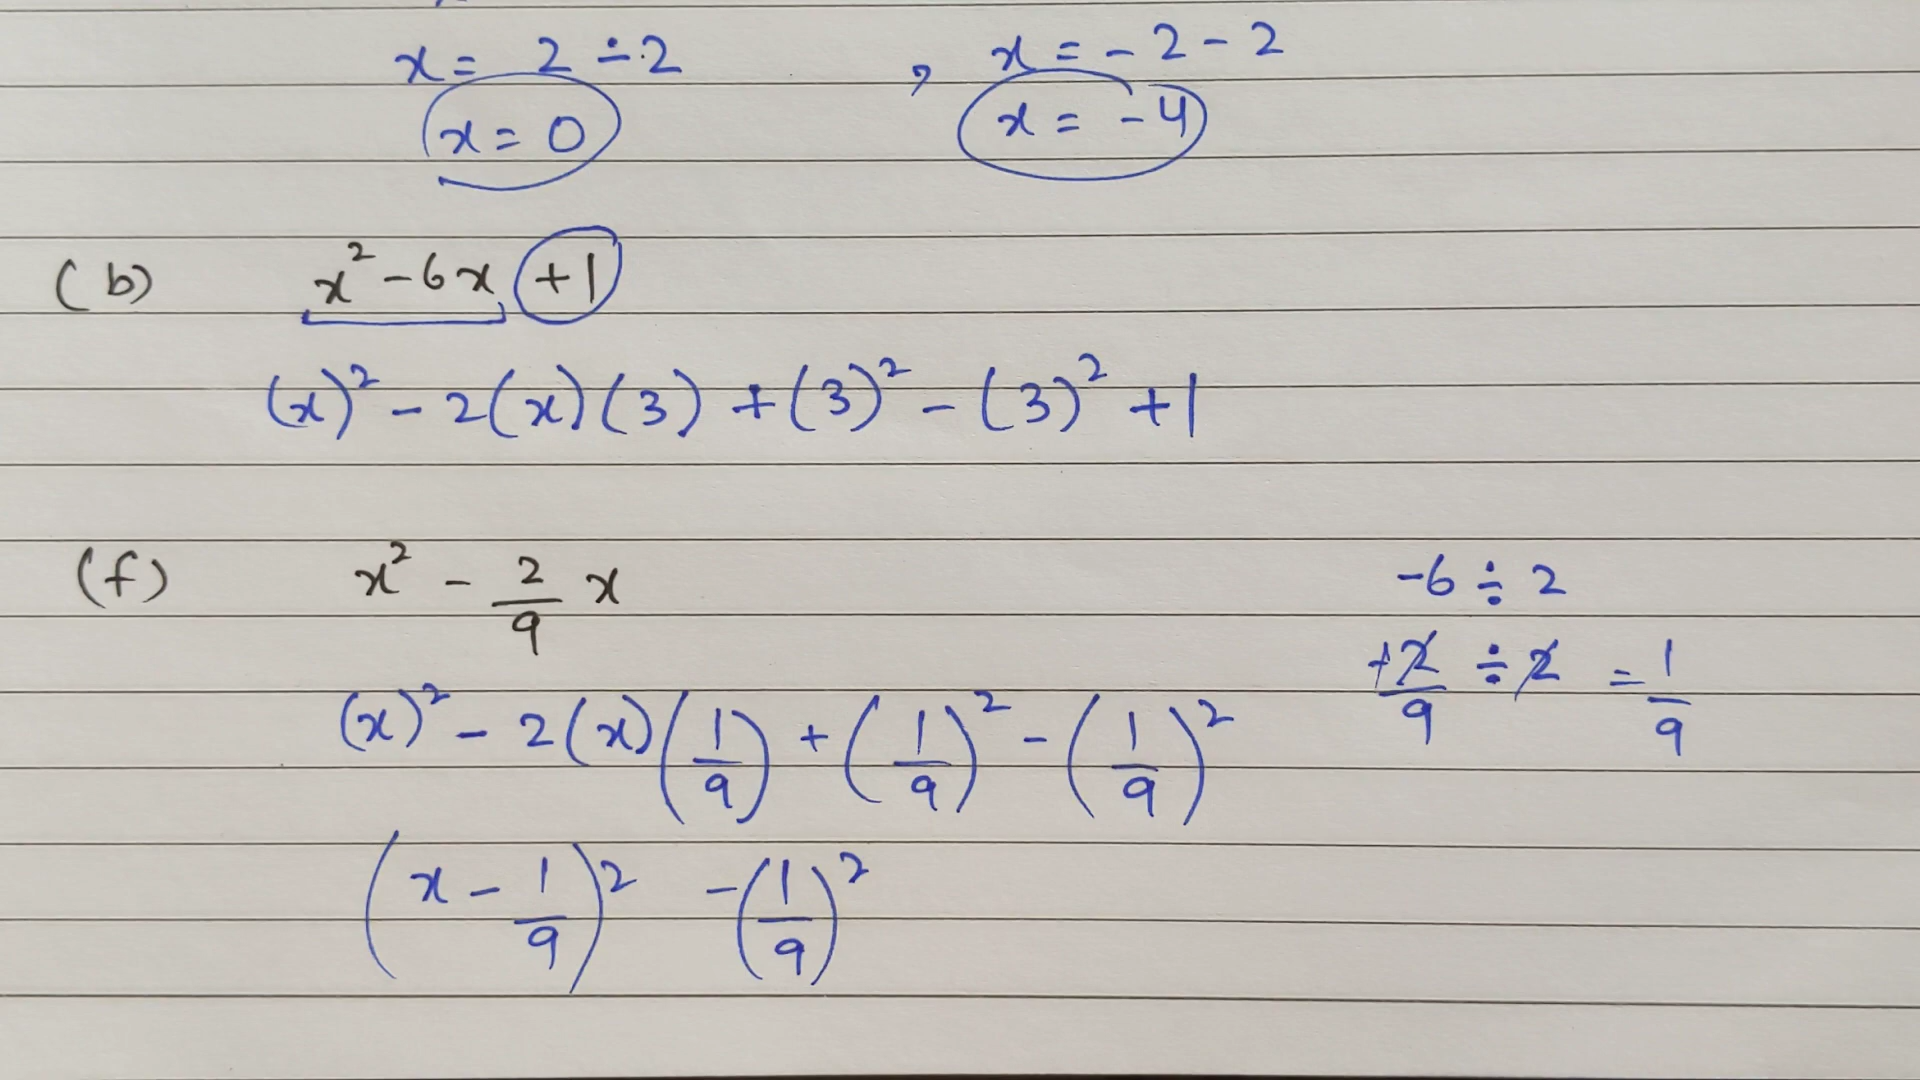 x = 2 ÷ 2 , x = - 2 - 2
x = 0 x = - 4
(b) x² - 6x + 1
(x)² - 2(x)(3) + (3)² - (3)² + 1
(f) x² - 2/9 x
-6 ÷ 2
+2/9 ÷ 2 = 1/9
(x)² - 2(x)(1/9) + (1/9)² - (1/9)²
(x - 1/9)² - (1/9)²